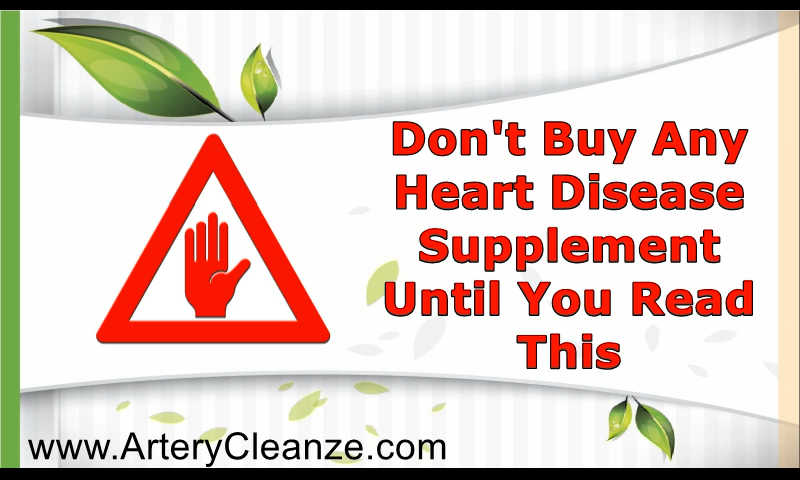 Don't Buy Any
Heart Disease
Supplement
Until You Read
This
www.ArteryCleanze.com